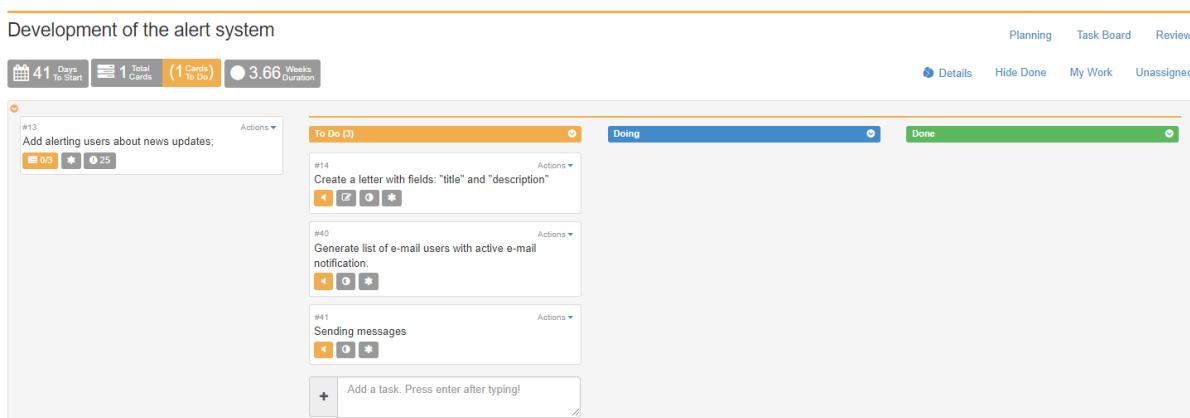 Development of the alert system
Planning Task Board Review
41 Days To Start 1 Total Cards (1 Cards To Do) 3.66 Weeks Duration
Details Hide Done My Work Unassigned
#13 Actions
Add alerting users about news updates;
0/3 25
To Do (3)
#14 Actions
Create a letter with fields: "title" and "description"
#40 Actions
Generate list of e-mail users with active e-mail
notification.
#41 Actions
Sending messages
+ Add a task. Press enter after typing!
Doing
Done